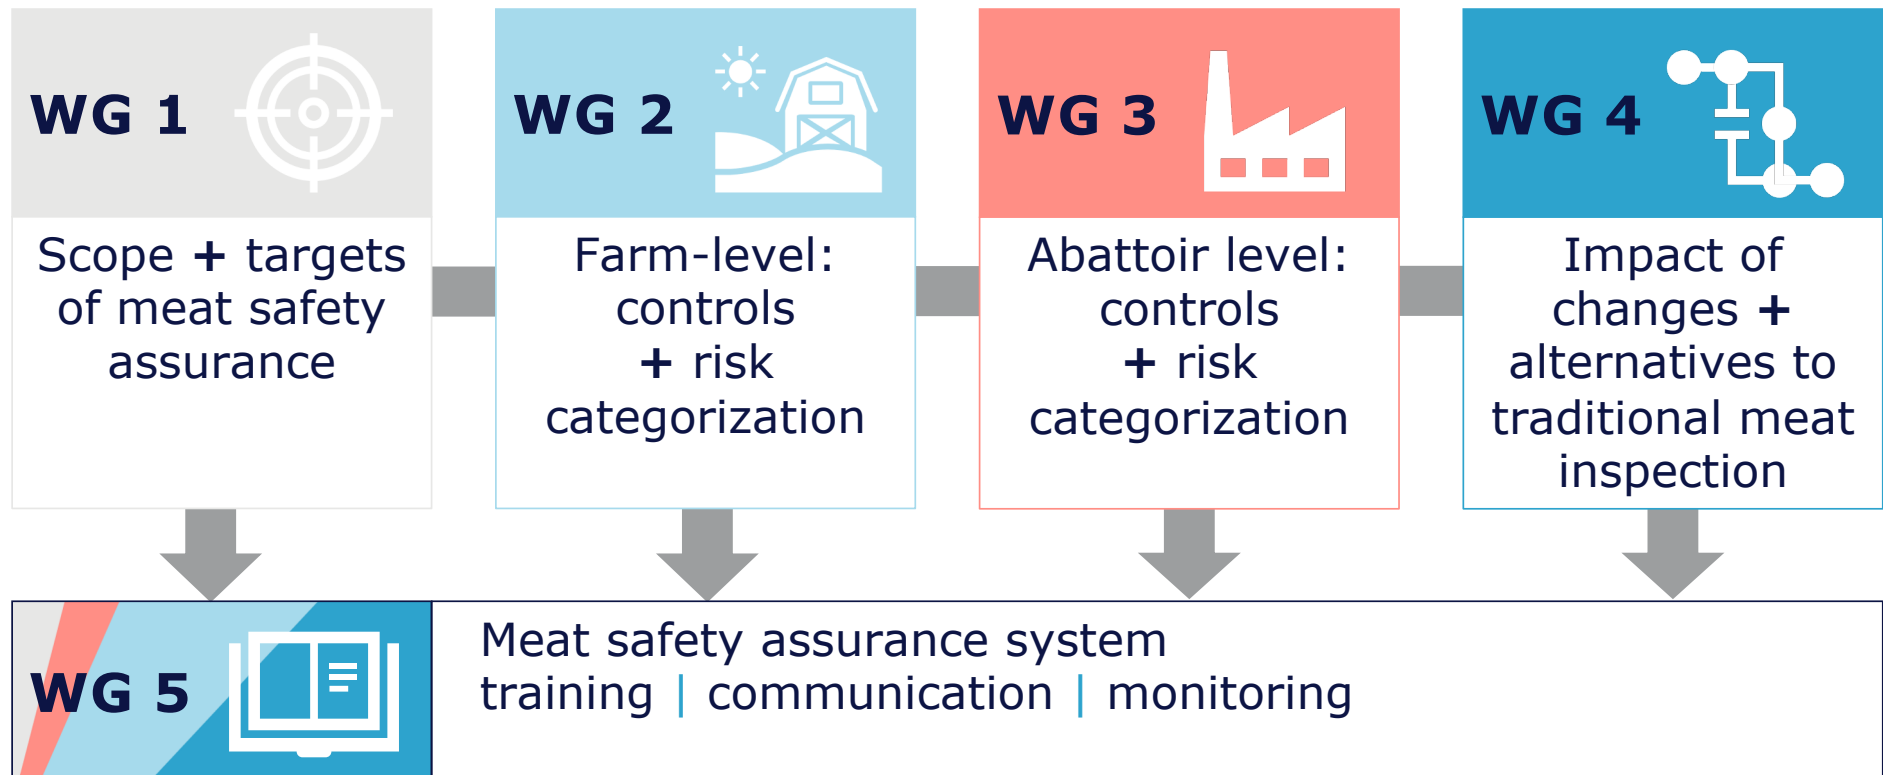 WG 1
Scope + targets
of meat safety
assurance
WG 2
Farm-level:
controls
+ risk
categorization
WG 3
Abattoir level:
controls
+ risk
categorization
WG 4
Impact of
changes +
alternatives to
traditional meat
inspection
WG 5
Meat safety assurance system
training | communication | monitoring